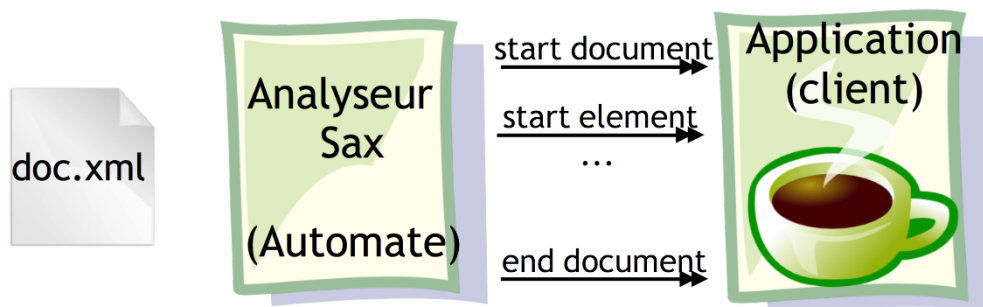 doc.xml
Analyseur
Sax
(Automate)
start document
start element
...
end document
Application
(client)